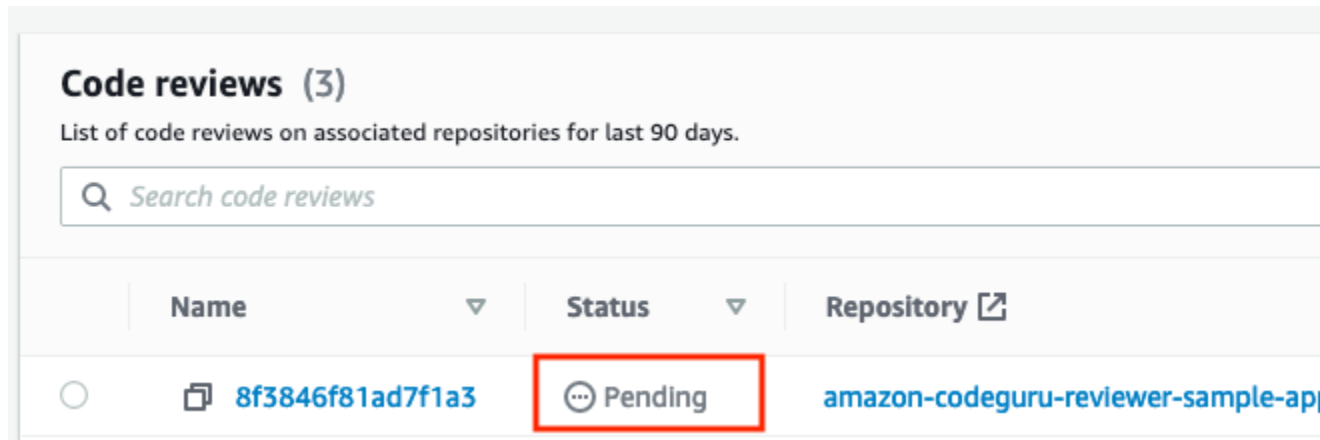 Code reviews (3)
List of code reviews on associated repositories for last 90 days.
Search code reviews
Name Status Repository
8f3846f81ad7f1a3 Pending amazon-codeguru-reviewer-sample-app